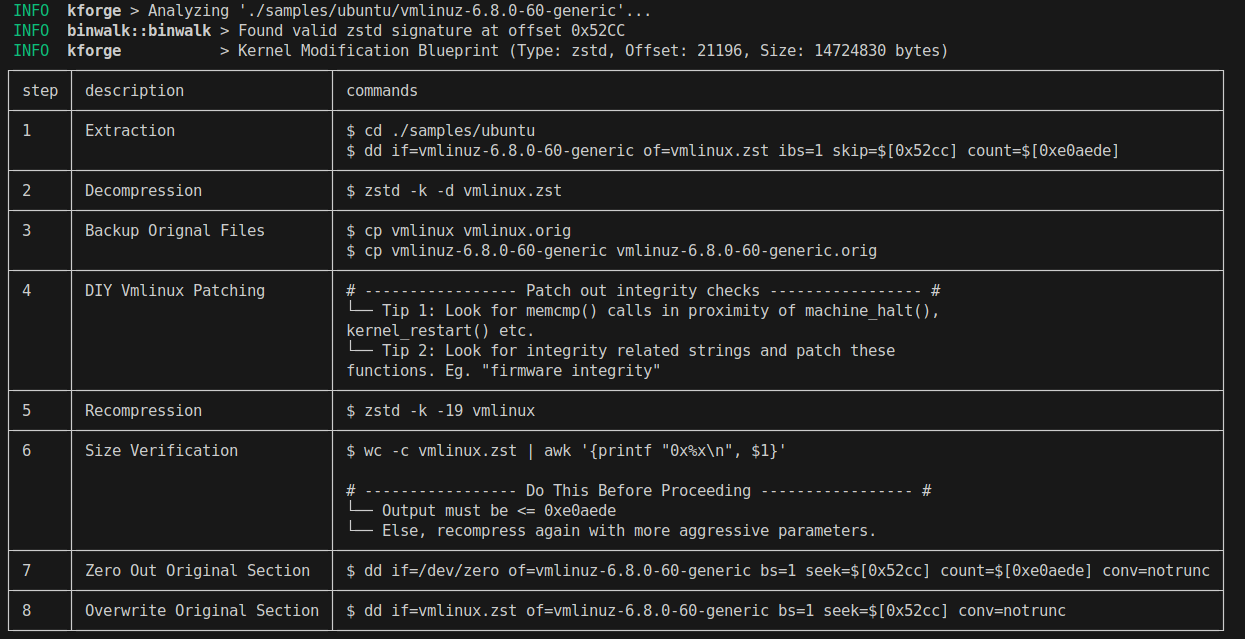 INFO kforge > Analyzing './samples/ubuntu/vmlinuz-6.8.0-60-generic'...
INFO binwalk::binwalk > Found valid zstd signature at offset 0x52CC
INFO kforge > Kernel Modification Blueprint (Type: zstd, Offset: 21196, Size: 14724830 bytes)
step description commands
1 Extraction $ cd ./samples/ubuntu
$ dd if=vmlinuz-6.8.0-60-generic of=vmlinux.zst ibs=1 skip=$[0x52cc] count=$[0xe0aede]
2 Decompression $ zstd -k -d vmlinux.zst
3 Backup Orignal Files $ cp vmlinux vmlinux.orig
$ cp vmlinuz-6.8.0-60-generic vmlinuz-6.8.0-60-generic.orig
4 DIY Vmlinux Patching # ----------------- Patch out integrity checks ----------------- #
└── Tip 1: Look for memcmp() calls in proximity of machine_halt(),
kernel_restart() etc.
└── Tip 2: Look for integrity related strings and patch these
functions. Eg. "firmware integrity"
5 Recompression $ zstd -k -19 vmlinux
6 Size Verification $ wc -c vmlinux.zst | awk '{printf "0x%x\n", $1}'
# ----------------- Do This Before Proceeding ----------------- #
└── Output must be <= 0xe0aede
└── Else, recompress again with more aggressive parameters.
7 Zero Out Original Section $ dd if=/dev/zero of=vmlinuz-6.8.0-60-generic bs=1 seek=$[0x52cc] count=$[0xe0aede] conv=notrunc
8 Overwrite Original Section $ dd if=vmlinux.zst of=vmlinuz-6.8.0-60-generic bs=1 seek=$[0x52cc] conv=notrunc